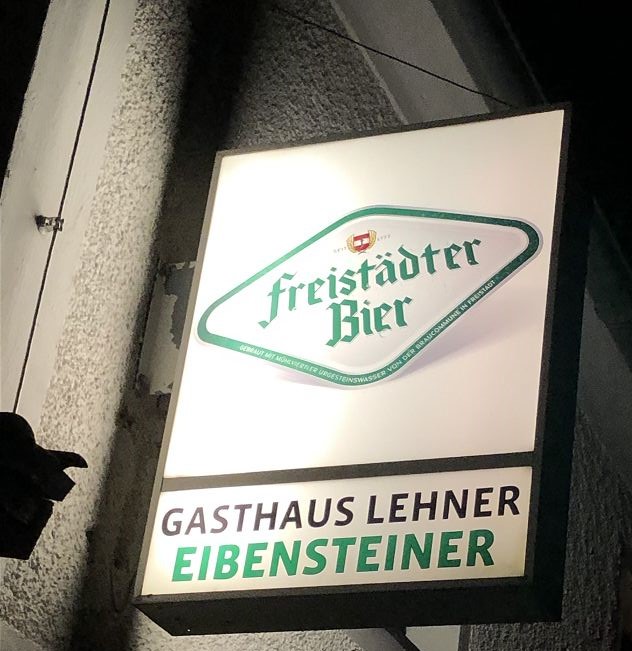 freistädter
Bier
GEBRAUT MIT MÜHLVIERTLER URGESTEINSWASSER VON DER BRAUCOMMUNE IN FREISTADT
GASTHAUS LEHNER
EIBENSTEINER